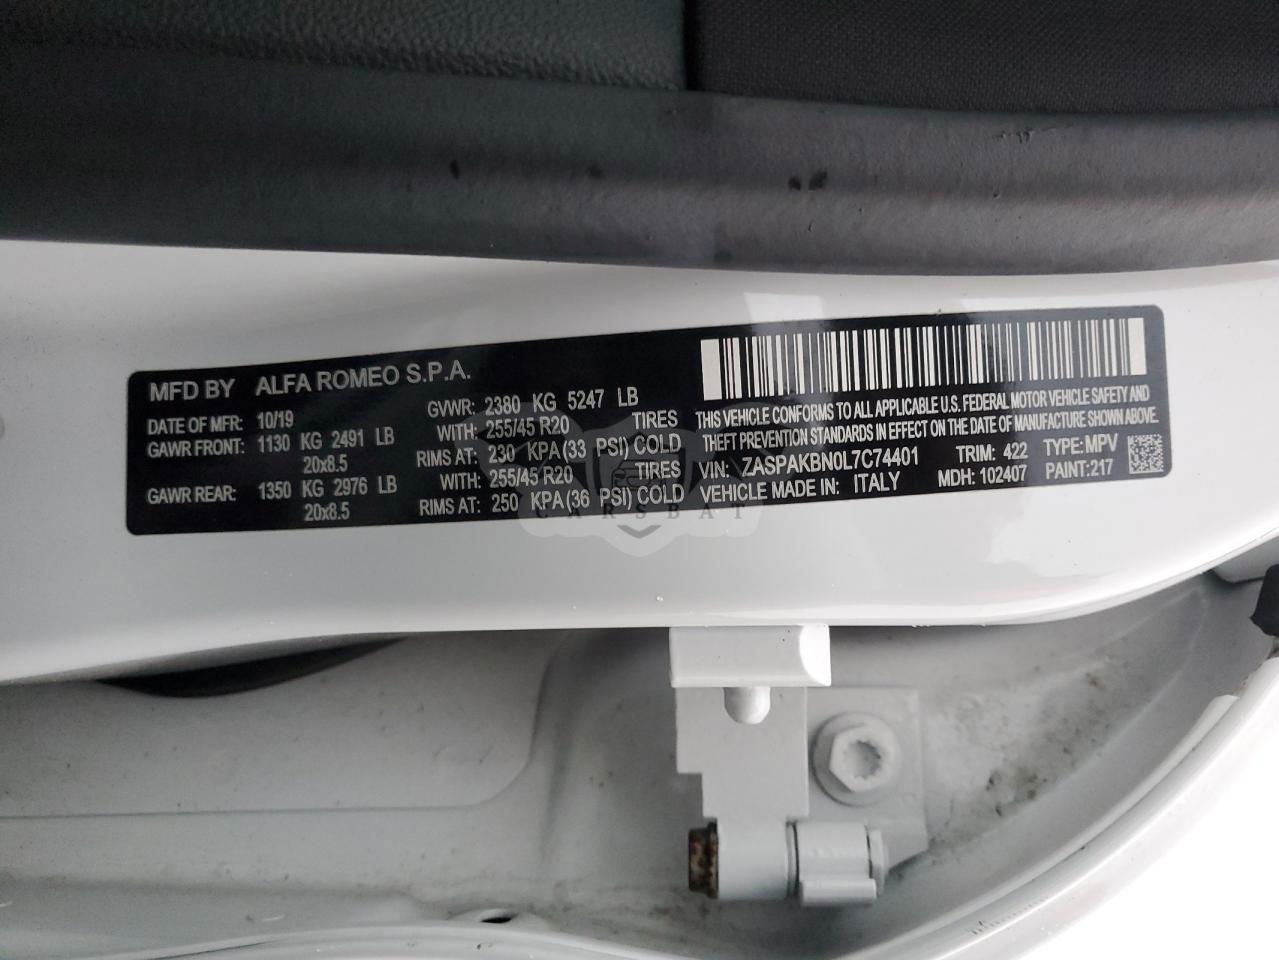 MFD BY ALFA ROMEO S.P.A.
DATE OF MFR: 10/19 GVWR: 2380 KG 5247 LB
GAWR FRONT: 1130 KG 2491 LB WITH: 255/45 R20 TIRES
20x8.5 RIMS AT: 230 KPA(33 PSI) COLD
GAWR REAR: 1350 KG 2976 LB WITH: 255/45 R20 TIRES
20x8.5 RIMS AT: 250 KPA(36 PSI) COLD
THIS VEHICLE CONFORMS TO ALL APPLICABLE U.S. FEDERAL MOTOR VEHICLE SAFETY AND
THEFT PREVENTION STANDARDS IN EFFECT ON THE DATE OF MANUFACTURE SHOWN ABOVE.
VIN: ZASPAKBN0L7C74401 TRIM: 422 TYPE: MPV
VEHICLE MADE IN: ITALY MDH: 102407 PAINT:217
CARSBAT